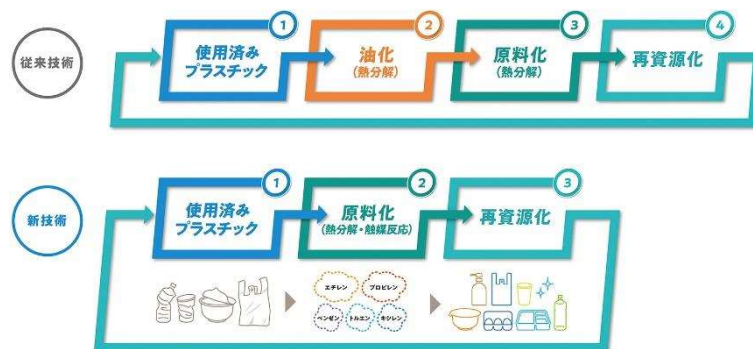 従来技術
1
使用済み
プラスチック
2
油化
(熱分解)
3
原料化
(熱分解)
4
再資源化
新技術
1
使用済み
プラスチック
2
原料化
(熱分解・触媒反応)
3
再資源化
エチレン
プロピレン
ベンゼン
トルエン
キシレン